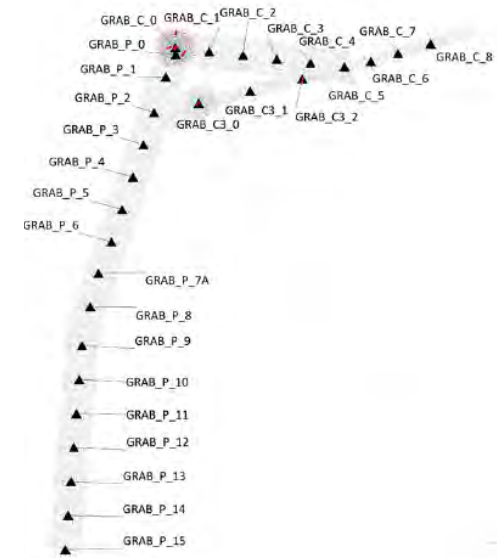 GRAB_C_0
GRAB_C_1
GRAB_C_2
GRAB_C_3
GRAB_C_7
GRAB_P_0
GRAB_C_4
GRAB_C_8
GRAB_P_1
GRAB_C_6
GRAB_C_5
GRAB_P_2
GRAB_C3_1
GRAB_C3_2
GRAB_C3_0
GRAB_P_3
GRAB_P_4
GRAB_P_5
GRAB_P_6
GRAB_P_7A
GRAB_P_8
GRAB_P_9
GRAB_P_10
GRAB_P_11
GRAB_P_12
GRAB_P_13
GRAB_P_14
GRAB_P_15